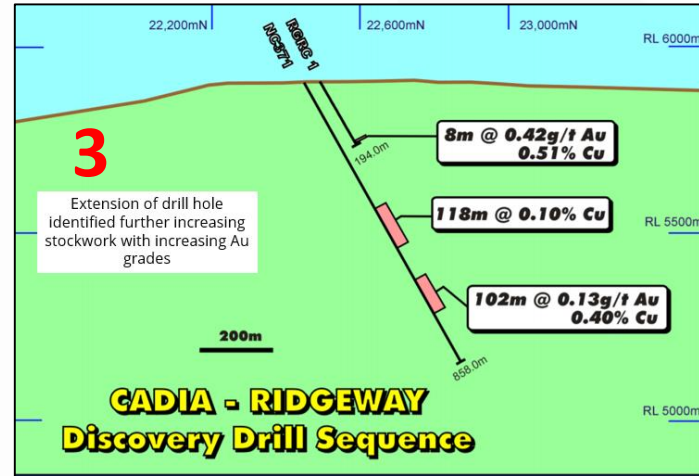 22,200mN
22,600mN
23,000mN
RL 6000m
NC371
RGRC 1
3
Extension of drill hole
identified further increasing
stockwork with increasing Au
grades
194.0m
8m @ 0.42g/t Au
0.51% Cu
118m @ 0.10% Cu
RL 5500m
102m @ 0.13g/t Au
0.40% Cu
200m
858.0m
CADIA - RIDGEWAY
Discovery Drill Sequence
RL 5000m